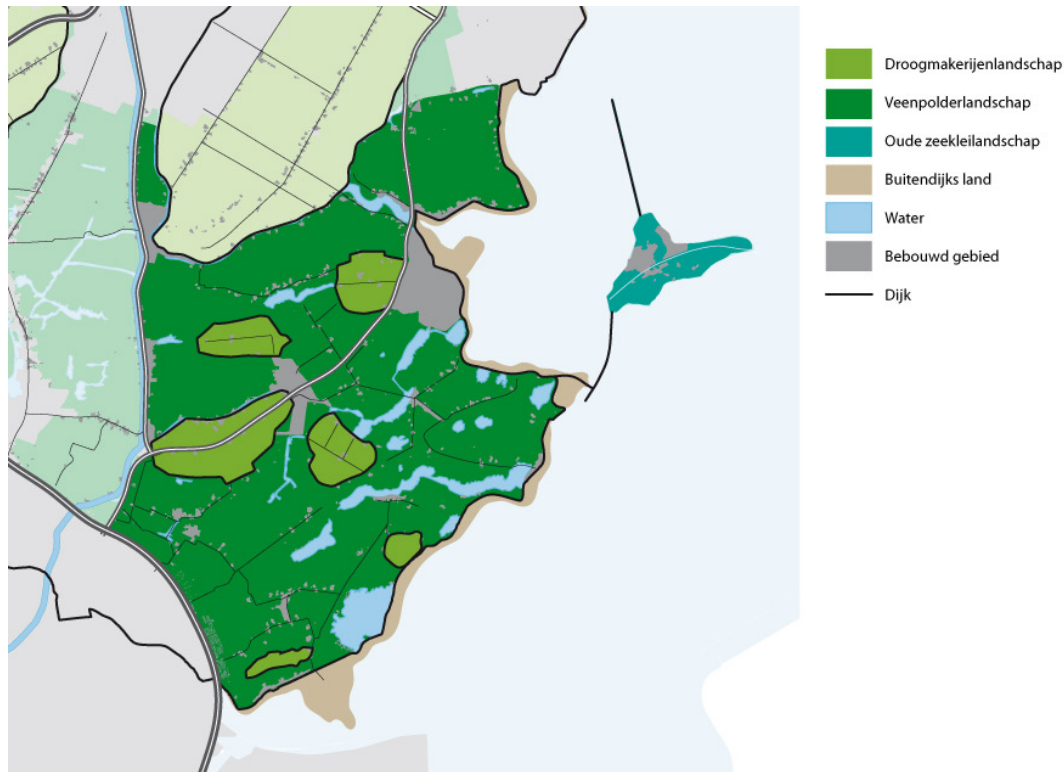 Droogmakerijenlandschap
Veenpolderlandschap
Oude zeekleilandschap
Buitendijks land
Water
Bebouwd gebied
Dijk